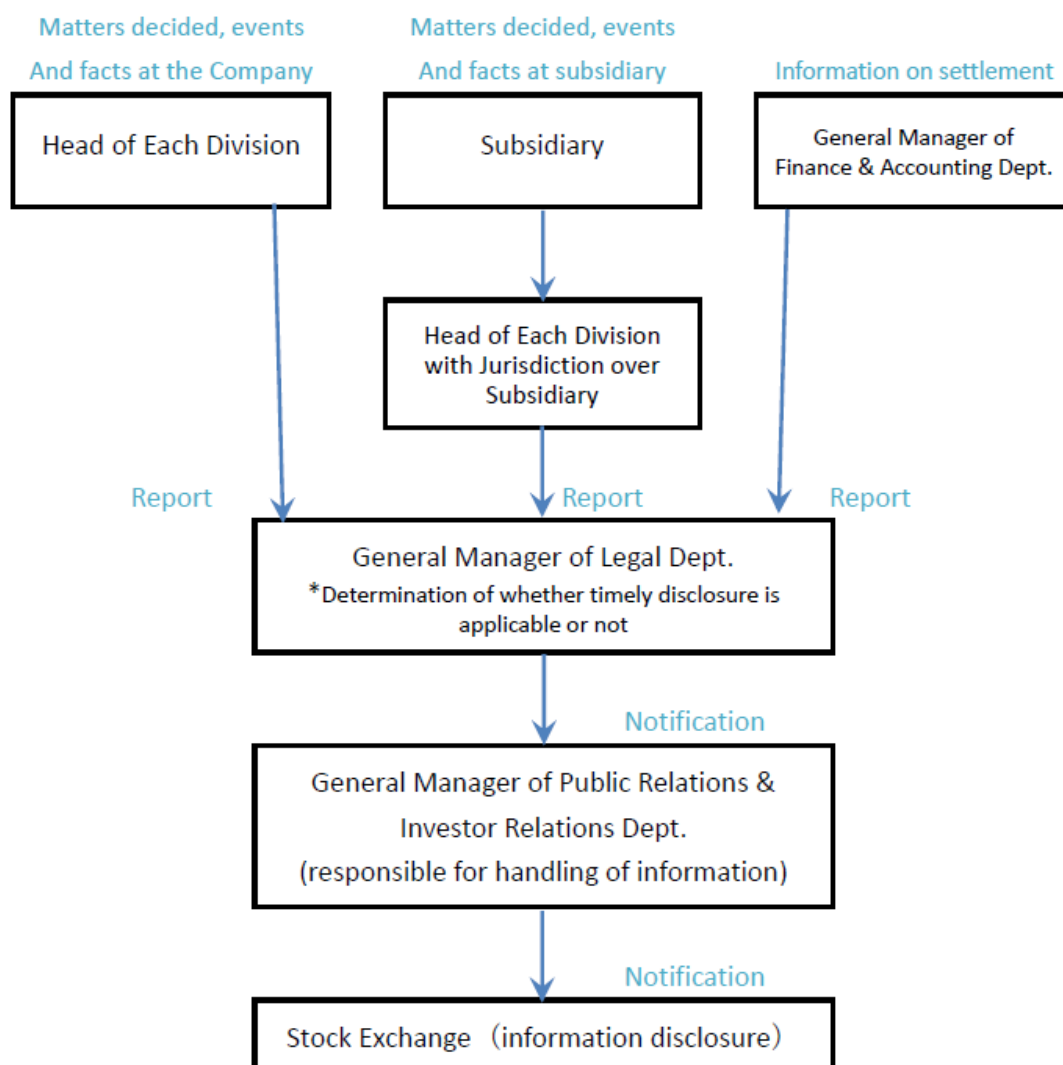 Matters decided, events
And facts at the Company
Matters decided, events
And facts at subsidiary
Information on settlement
Head of Each Division
Subsidiary
General Manager of
Finance & Accounting Dept.
Head of Each Division
with Jurisdiction over
Subsidiary
Report
Report
Report
General Manager of Legal Dept.
*Determination of whether timely disclosure is
applicable or not
Notification
General Manager of Public Relations &
Investor Relations Dept.
(responsible for handling of information)
Notification
Stock Exchange（information disclosure）